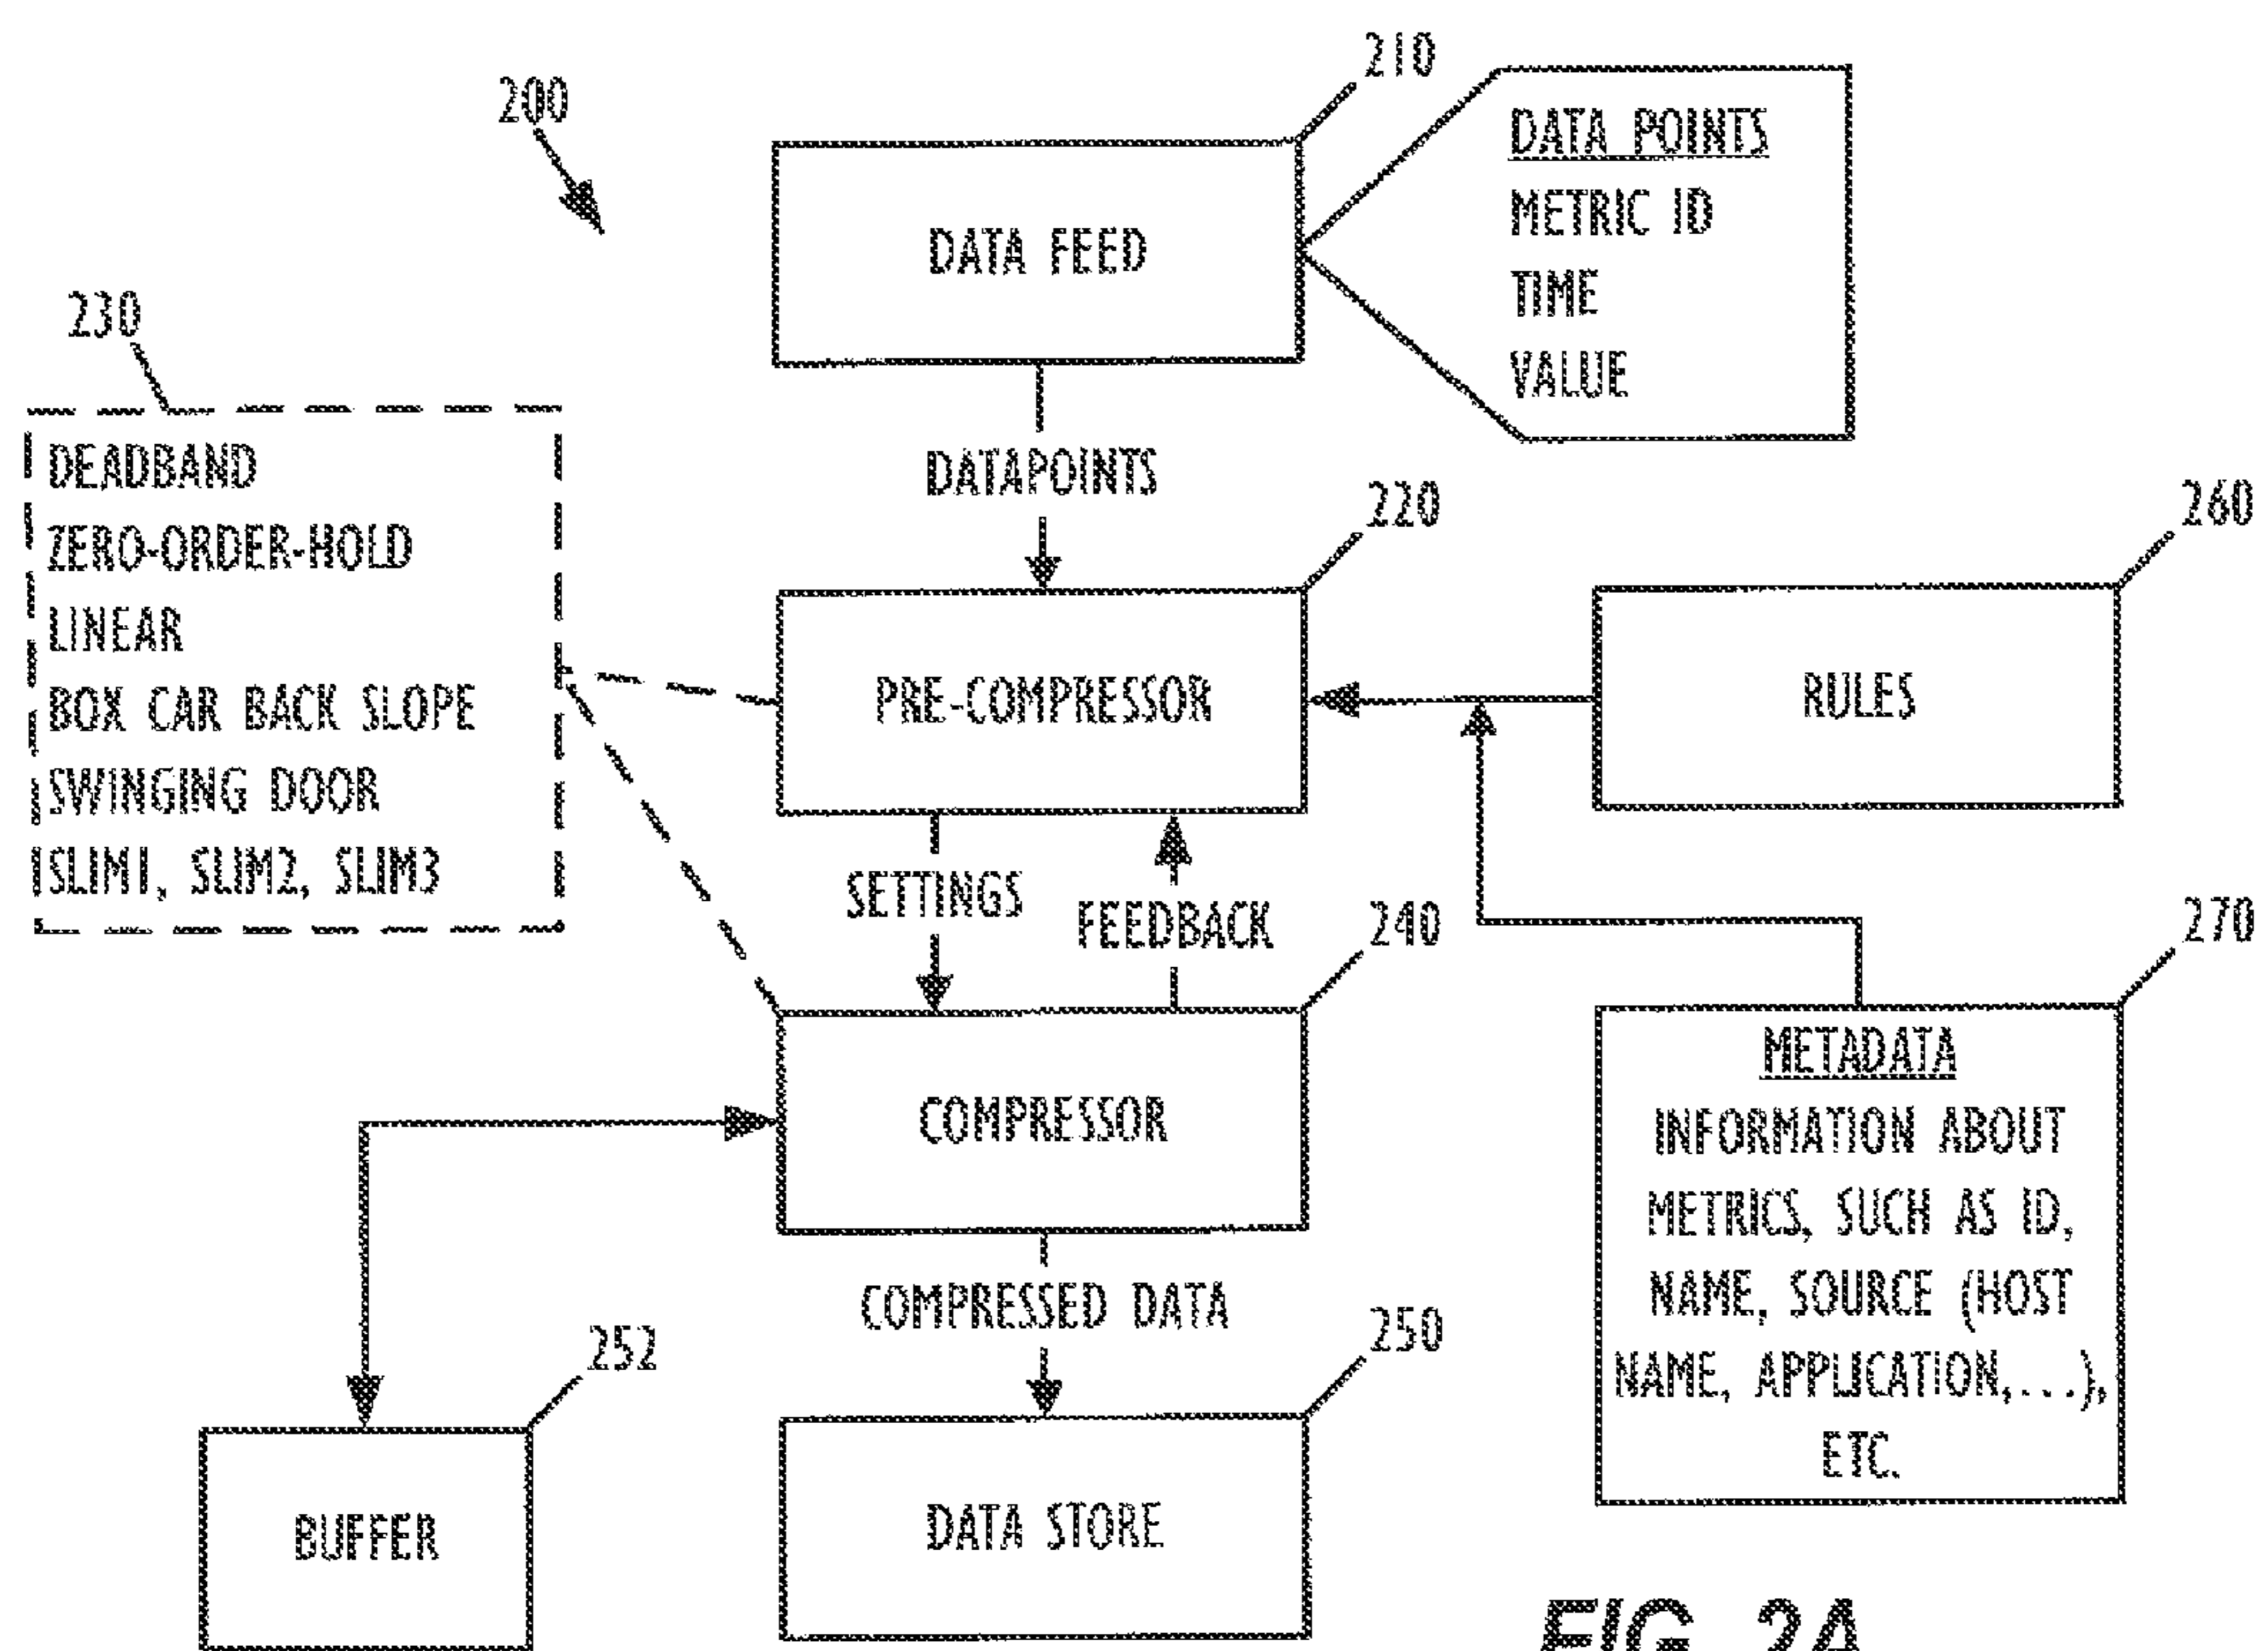 200
210
DATA POINTS
METRIC ID
TIME
VALUE
DATA FEED
230
DEADBAND
ZERO-ORDER-HOLD
LINEAR
BOX CAR BACK SLOPE
SWINGING DOOR
SLIM1, SLIM2, SLIM3
DATAPOINTS
220
PRE-COMPRESSOR
260
RULES
SETTINGS
FEEDBACK
240
COMPRESSOR
270
METADATA
INFORMATION ABOUT
METRICS, SUCH AS ID,
NAME, SOURCE (HOST
NAME, APPLICATION,...),
ETC.
COMPRESSED DATA
252
BUFFER
250
DATA STORE
FIG. 2A